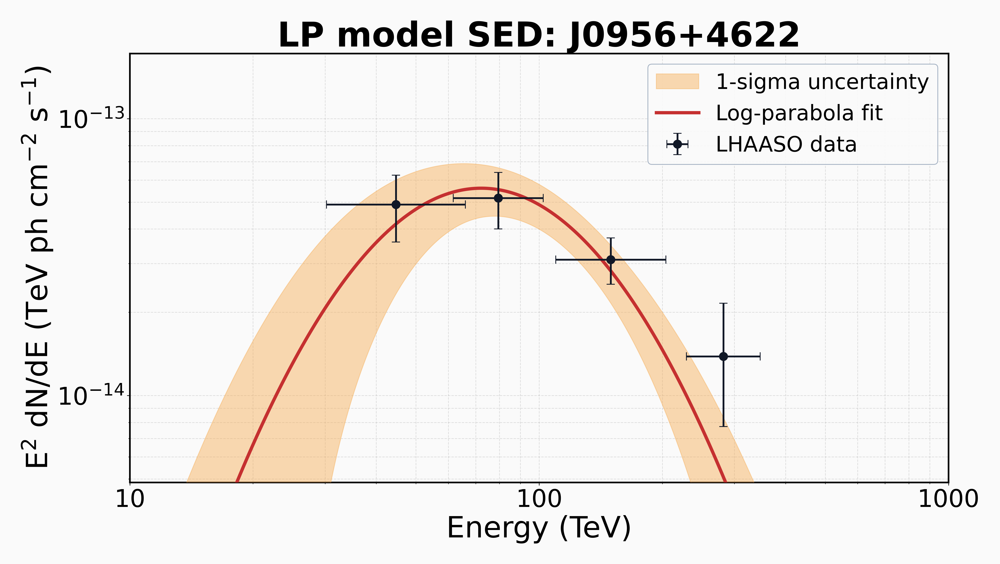 LP model SED: J0956+4622
E² dN/dE (TeV ph cm⁻² s⁻¹)
10⁻¹³
10⁻¹⁴
1-sigma uncertainty
Log-parabola fit
LHAASO data
10
100
1000
Energy (TeV)